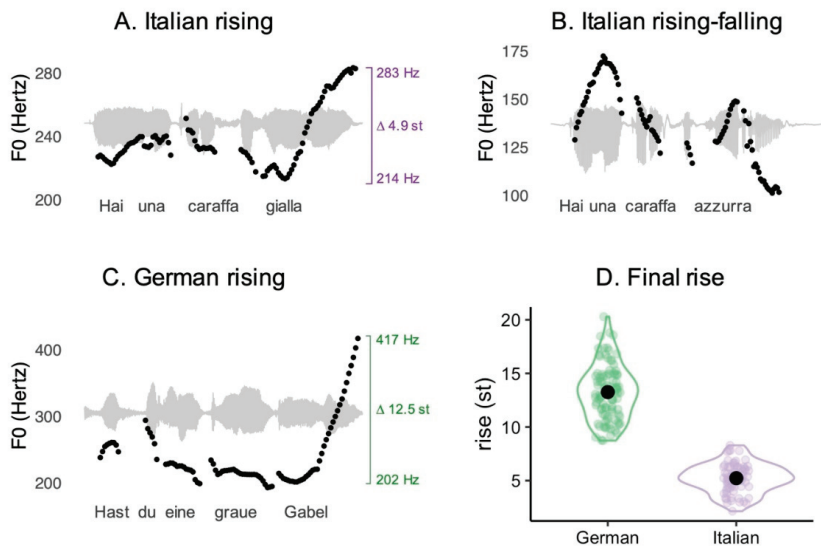 A. Italian rising
F0 (Hertz)
280
240
200
283 Hz
Δ 4.9 st
214 Hz
Hai una caraffa gialla
B. Italian rising-falling
F0 (Hertz)
175
150
125
100
Hai una caraffa azzurra
C. German rising
F0 (Hertz)
400
300
200
417 Hz
Δ 12.5 st
202 Hz
Hast du eine graue Gabel
D. Final rise
rise (st)
20
15
10
5
German Italian